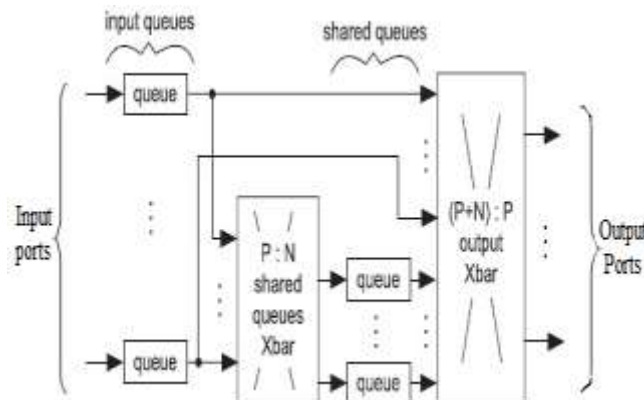 input queues
shared queues
queue
Input
ports
queue
P : N
shared
queues
Xbar
queue
queue
(P+N) : P
output
Xbar
Output
Ports